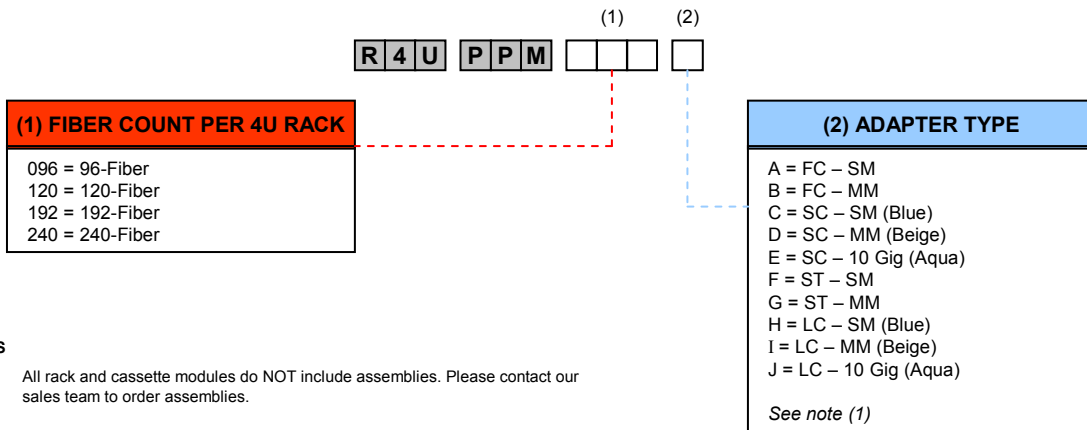 (1) (2)
R 4 U P P M
(1) FIBER COUNT PER 4U RACK
096 = 96-Fiber
120 = 120-Fiber
192 = 192-Fiber
240 = 240-Fiber
(2) ADAPTER TYPE
A = FC – SM
B = FC – MM
C = SC – SM (Blue)
D = SC – MM (Beige)
E = SC – 10 Gig (Aqua)
F = ST – SM
G = ST – MM
H = LC – SM (Blue)
I = LC – MM (Beige)
J = LC – 10 Gig (Aqua)
See note (1)
All rack and cassette modules do NOT include assemblies. Please contact our
sales team to order assemblies.